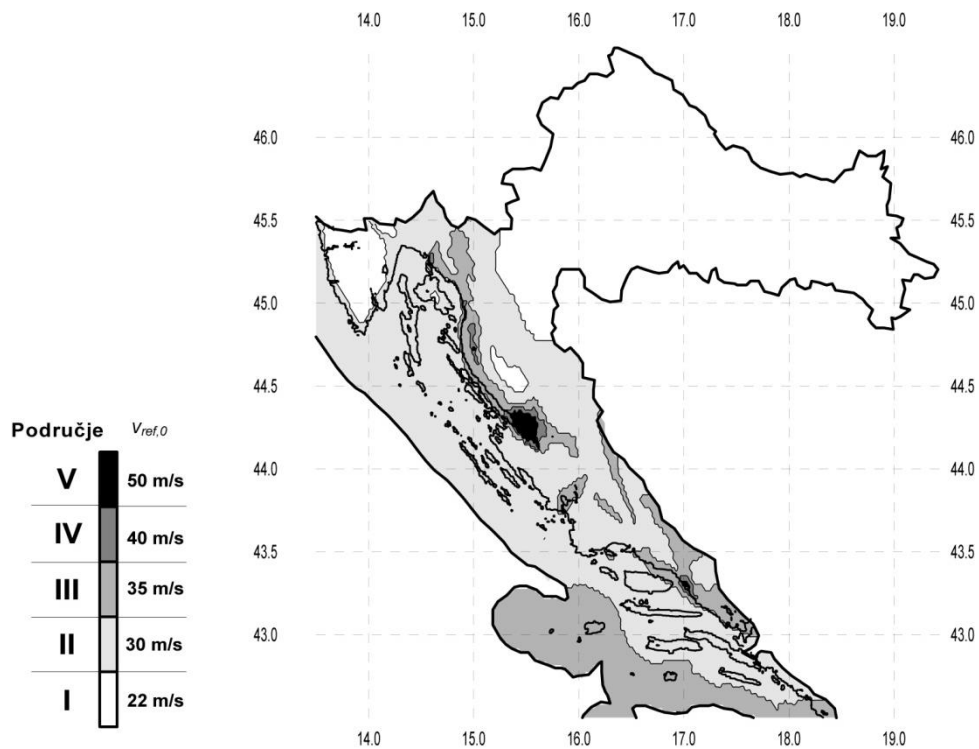 14.0 15.0 16.0 17.0 18.0 19.0
46.0 46.0
45.5 45.5
45.0 45.0
44.5 44.5
44.0 44.0
43.5 43.5
43.0 43.0
14.0 15.0 16.0 17.0 18.0 19.0
Područje Vref,0
V 50 m/s
IV 40 m/s
III 35 m/s
II 30 m/s
I 22 m/s